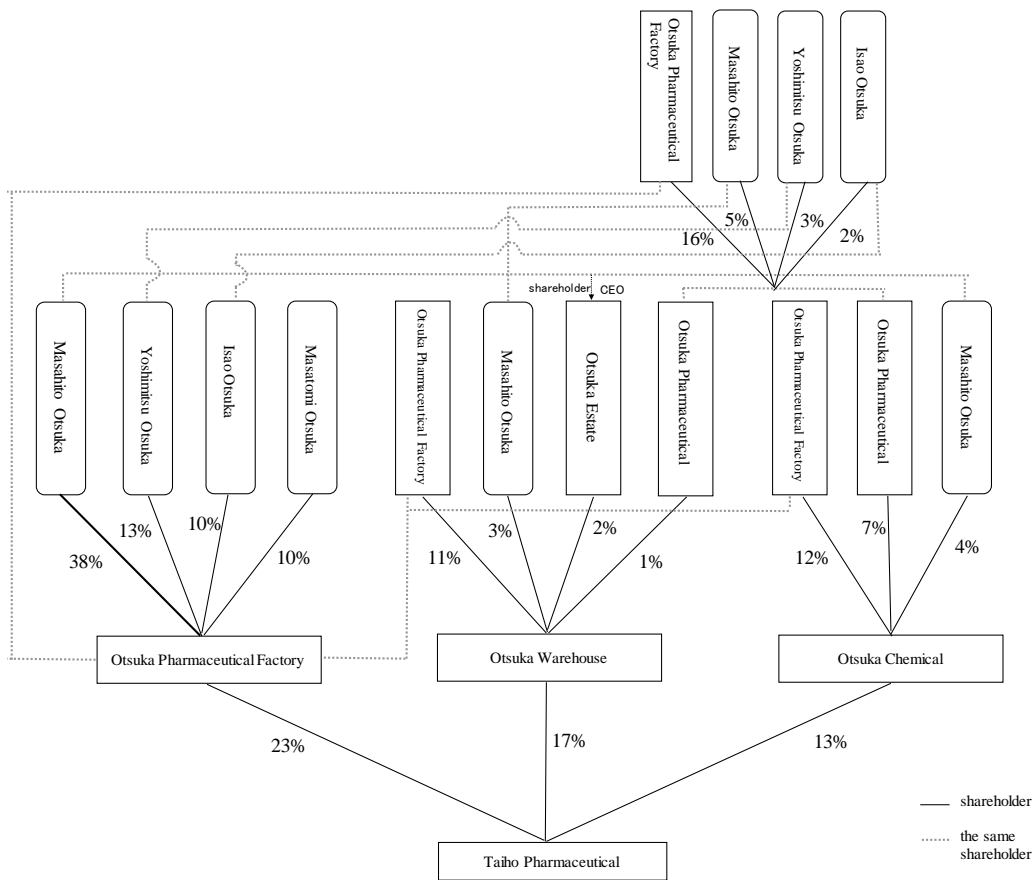 Otsuka Pharmaceutical
Factory
Masahito Otsuka
Yoshimitsu Otsuka
Isao Otsuka
16%
5%
3%
2%
shareholder
CEO
Masahito Otsuka
Yoshimitsu Otsuka
Isao Otsuka
Masatomi Otsuka
Otsuka Pharmaceutical Factory
Masahito Otsuka
Otsuka Estate
Otsuka Pharmaceutical
Otsuka Pharmaceutical Factory
Otsuka Pharmaceutical
Masahito Otsuka
38%
13%
10%
10%
11%
3%
2%
1%
12%
7%
4%
Otsuka Pharmaceutical Factory
Otsuka Warehouse
Otsuka Chemical
23%
17%
13%
Taiho Pharmaceutical
shareholder
the same
shareholder